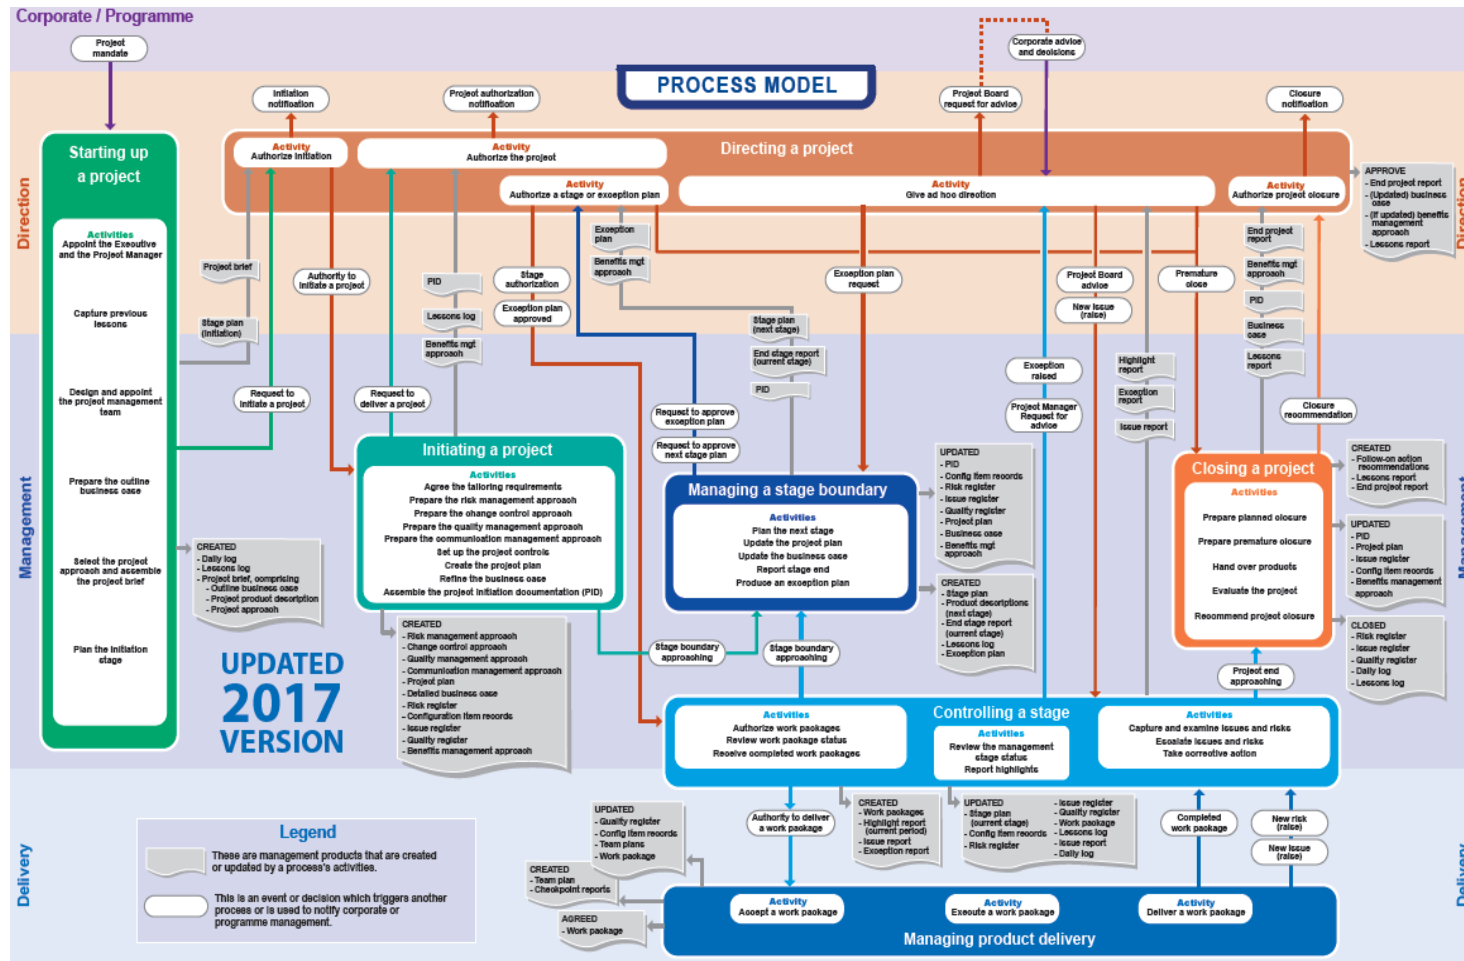 Corporate / Programme
Project
mandate
Corporate advice
and decisions
PROCESS MODEL
Initiation
notification
Project authorization
notification
Project Board
request for advice
Closure
notification
Direction
Starting up
a project
Activities
Appoint the Executive
and the Project Manager
Capture previous
lessons
Design and appoint
the project management
team
Prepare the outline
business case
Select the project
approach and assemble
the project brief
Plan the initiation
stage
Directing a project
Activity
Authorize initiation
Activity
Authorize the project
Activity
Authorize a stage or exception plan
Activity
Give ad hoc direction
Activity
Authorize project closure
APPROVE
- End project report
- (Updated) business
case
- (if updated) benefits
management
approach
- Lessons report
Direction
Project brief
Stage plan
(initiation)
Authority to
initiate a project
Request to
initiate a project
PID
Lessons log
Benefits mgt
approach
Request to
deliver a project
Stage
authorization
Exception plan
approved
Exception
plan
Benefits mgt
approach
Stage plan
(next stage)
End stage report
(current stage)
PID
Request to approve
exception plan
Request to approve
next stage plan
Exception plan
request
Exception
raised
Project Manager
Request for
advice
Project Board
advice
New issue
(raise)
Highlight
report
Exception
report
Issue report
Premature
close
End project
report
Benefits mgt
approach
PID
Business
case
Lessons
report
Closure
recommendation
Management
Initiating a project
Activities
Agree the tailoring requirements
Prepare the risk management approach
Prepare the change control approach
Prepare the quality management approach
Prepare the communication management approach
Set up the project controls
Create the project plan
Refine the business case
Assemble the project initiation documentation (PID)
Managing a stage boundary
Activities
Plan the next stage
Update the project plan
Update the business case
Report stage end
Produce an exception plan
UPDATED
- PID
- Config item records
- Risk register
- Issue register
- Quality register
- Project plan
- Business case
- Benefits mgt
approach
CREATED
- Stage plan
- Product descriptions
(next stage)
- End stage report
(current stage)
- Lessons log
- Exception plan
Closing a project
Activities
Prepare planned closure
Prepare premature closure
Hand over products
Evaluate the project
Recommend project closure
CREATED
- Follow-on action
recommendations
- Lessons report
- End project report
UPDATED
- PID
- Project plan
- Issue register
- Config item records
- Benefits management
approach
CLOSED
- Risk register
- Issue register
- Quality register
- Daily log
- Lessons log
Management
CREATED
- Daily log
- Lessons log
- Project brief, comprising
- Outline business case
- Project product description
- Project approach
CREATED
- Risk management approach
- Change control approach
- Quality management approach
- Communication management approach
- Project plan
- Detailed business case
- Risk register
- Configuration item records
- Issue register
- Quality register
- Benefits management approach
UPDATED
2017
VERSION
Stage boundary
approaching
Stage boundary
approaching
Project end
approaching
Controlling a stage
Activities
Authorize work packages
Review work package status
Receive completed work packages
Activities
Review the management
stage status
Report highlights
Activities
Capture and examine issues and risks
Escalate issues and risks
Take corrective action
Delivery
Legend
These are management products that are created
or updated by a process's activities.
This is an event or decision which triggers another
process or is used to notify corporate or
programme management.
UPDATED
- Quality register
- Config item records
- Team plans
- Work package
CREATED
- Team plan
- Checkpoint reports
AGREED
- Work package
Authority to deliver
a work package
CREATED
- Work packages
- Highlight report
(current period)
- Issue report
- Exception report
UPDATED
- Stage plan
(current stage)
- Config item records
- Risk register
- Issue register
- Quality register
- Work package
- Lessons log
- Issue report
- Daily log
Completed
work package
New risk
(raise)
New issue
(raise)
Activity
Accept a work package
Activity
Execute a work package
Activity
Deliver a work package
Managing product delivery
Delivery